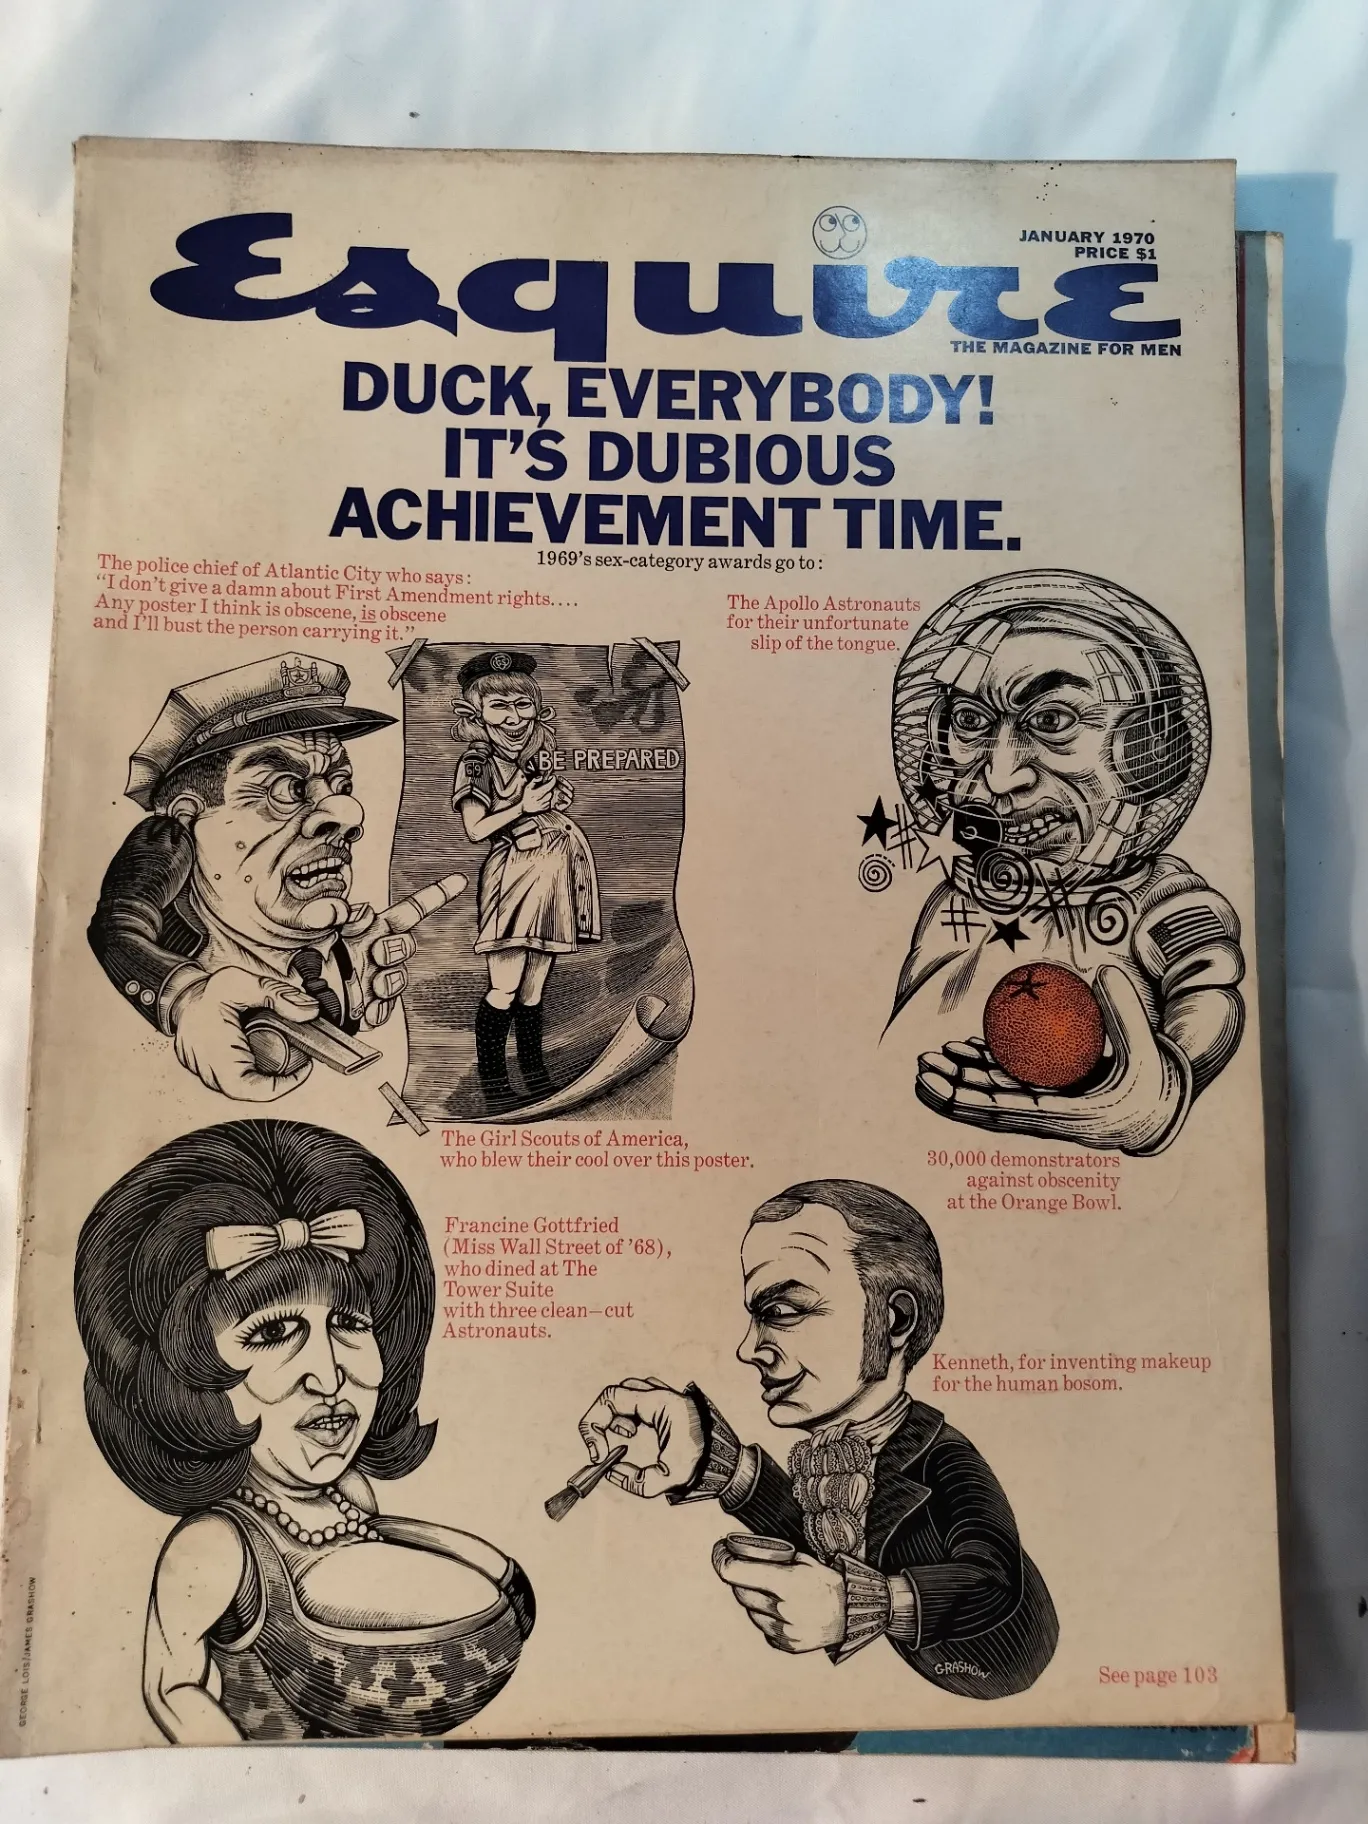 Esquire
JANUARY 1970
PRICE $1
THE MAGAZINE FOR MEN
DUCK, EVERYBODY!
IT'S DUBIOUS
ACHIEVEMENT TIME.
1969's sex-category awards go to:
The police chief of Atlantic City who says:
“I don't give a damn about First Amendment rights....
Any poster I think is obscene, is obscene
and I'll bust the person carrying it.”
The Apollo Astronauts
for their unfortunate
slip of the tongue.
BE PREPARED
The Girl Scouts of America,
who blew their cool over this poster.
30,000 demonstrators
against obscenity
at the Orange Bowl.
Francine Gottfried
(Miss Wall Street of '68),
who dined at The
Tower Suite
with three clean-cut
Astronauts.
Kenneth, for inventing makeup
for the human bosom.
GRASHOW
See page 103
GEORGE LOIS/JAMES GRASHOW